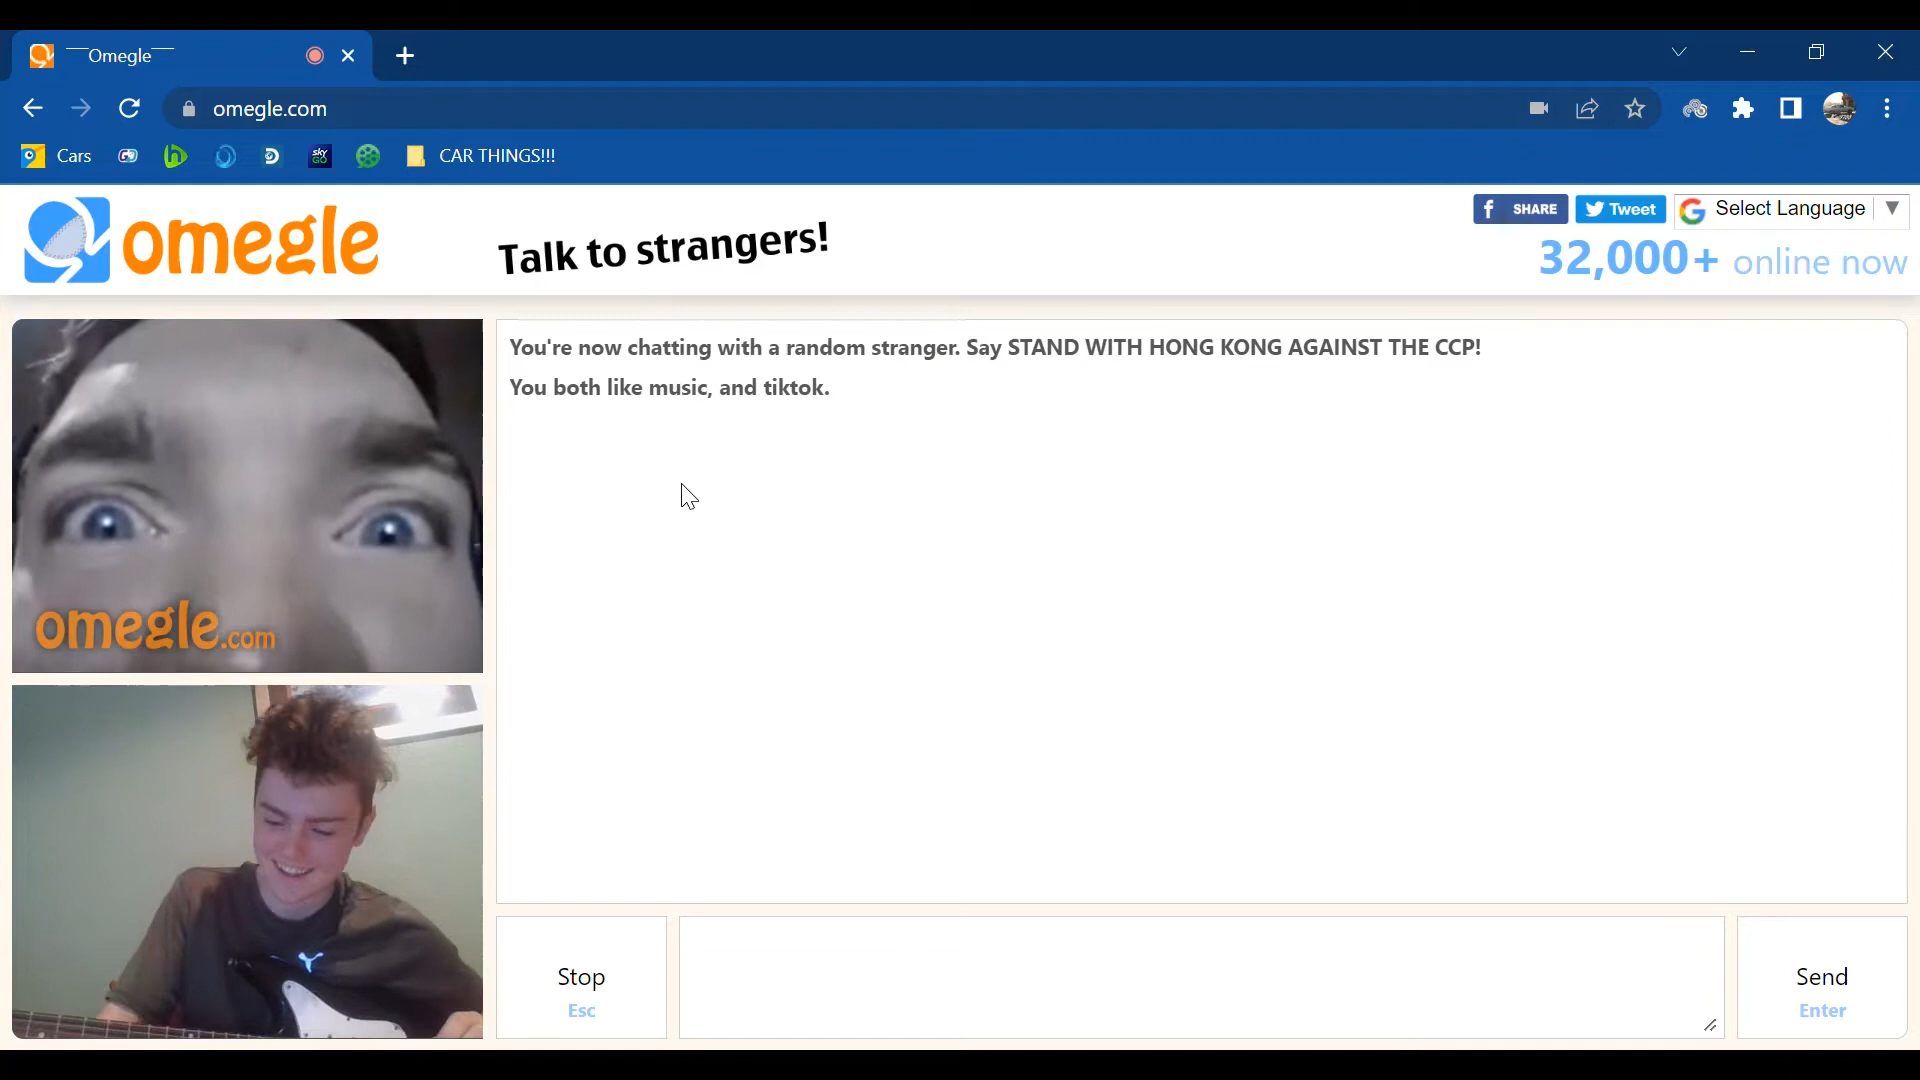 Omegle
omegle.com
Cars
sky
GO
CAR THINGS!!!
omegle
Talk to strangers!
f SHARE
Tweet
G Select Language ▼
32,000+ online now
You're now chatting with a random stranger. Say STAND WITH HONG KONG AGAINST THE CCP!
You both like music, and tiktok.
omegle.com
Stop
Esc
Send
Enter